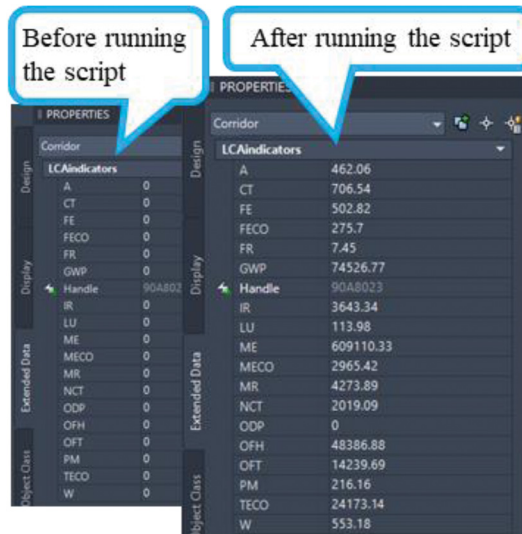 Before running
the script
After running the script
PROPERTIES
Corridor
LCAindicators
A 0
CT 0
FE 0
FECO 0
FR 0
GWP 0
Handle 90A802
IR 0
LU 0
ME 0
MECO 0
MR 0
NCT 0
ODP 0
OFH 0
OFT 0
PM 0
TECO 0
W 0
Design
Display
Extended Data
Object Class
PROPERTIES
Corridor
LCAindicators
A 462.06
CT 706.54
FE 502.82
FECO 275.7
FR 7.45
GWP 74526.77
Handle 90A8023
IR 3643.34
LU 113.98
ME 609110.33
MECO 2965.42
MR 4273.89
NCT 2019.09
ODP 0
OFH 48386.88
OFT 14239.69
PM 216.16
TECO 24173.14
W 553.18
Design
Display
Extended Data
Object Class